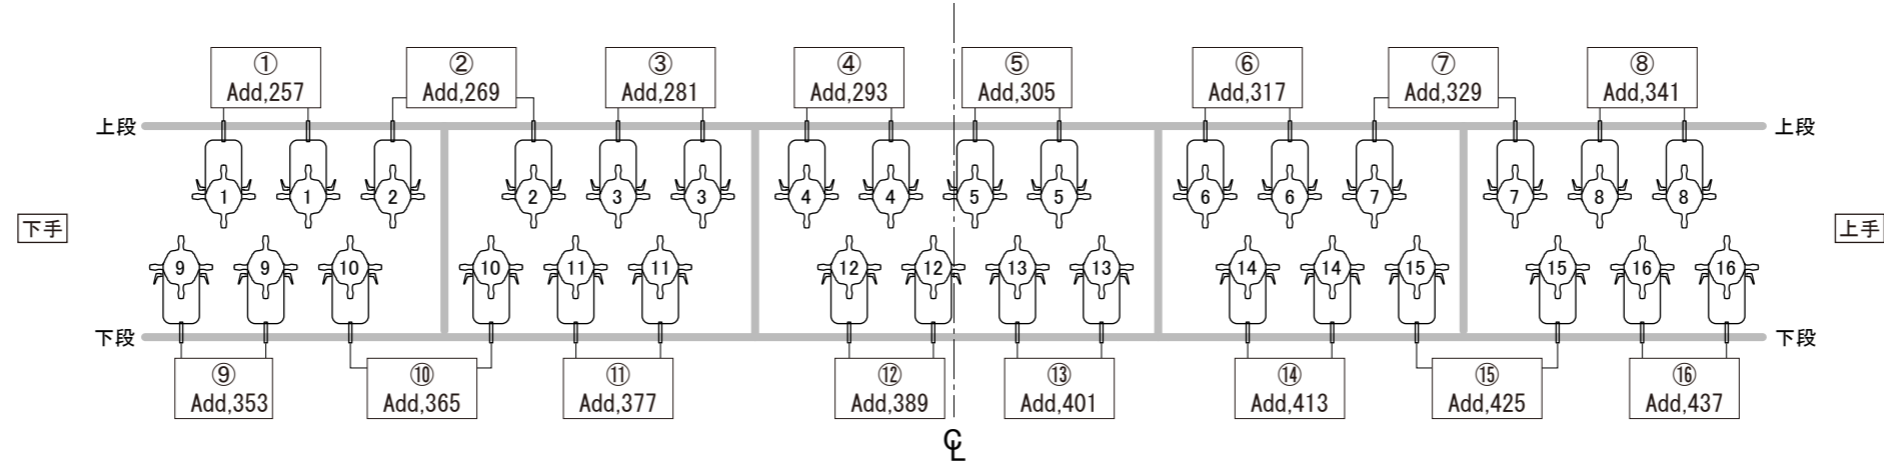 ① ② ③ ④ ⑤ ⑥ ⑦ ⑧
Add,257 Add,269 Add,281 Add,293 Add,305 Add,317 Add,329 Add,341
上段 上段
1 1 2 2 3 3 4 4 5 5 6 6 7 7 8 8
下手 上手
9 9 10 10 11 11 12 12 13 13 14 14 15 15 16 16
下段 下段
⑨ ⑩ ⑪ ⑫ ⑬ ⑭ ⑮ ⑯
Add,353 Add,365 Add,377 Add,389 Add,401 Add,413 Add,425 Add,437
℄